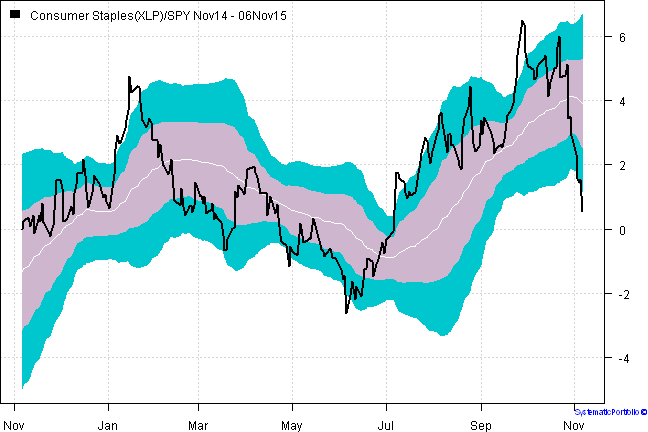 Consumer Staples(XLP)/SPY Nov14 - 06Nov15
6
4
2
0
-2
-4
Nov Jan Mar May Jul Sep Nov
SystematicPortfolio ©